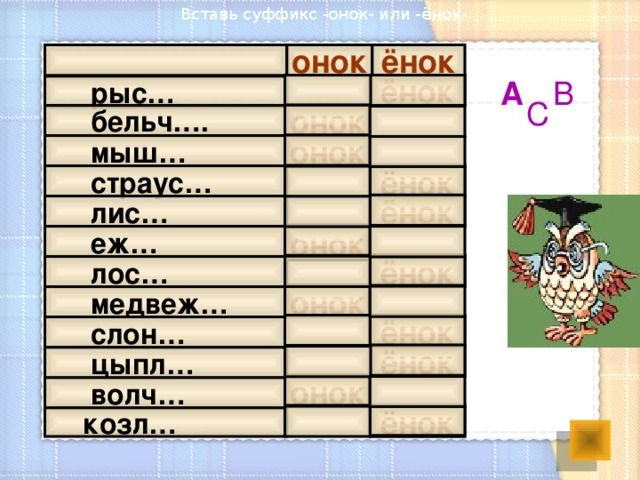 Вставь суффикс -онок- или -ёнок-.
онок ёнок
рыс… ёнок
бельч…. онок
мыш… онок
страус… ёнок
лис… ёнок
еж… онок
лос… ёнок
медвеж… онок
слон… ёнок
цыпл… ёнок
волч… онок
козл… ёнок
А С В